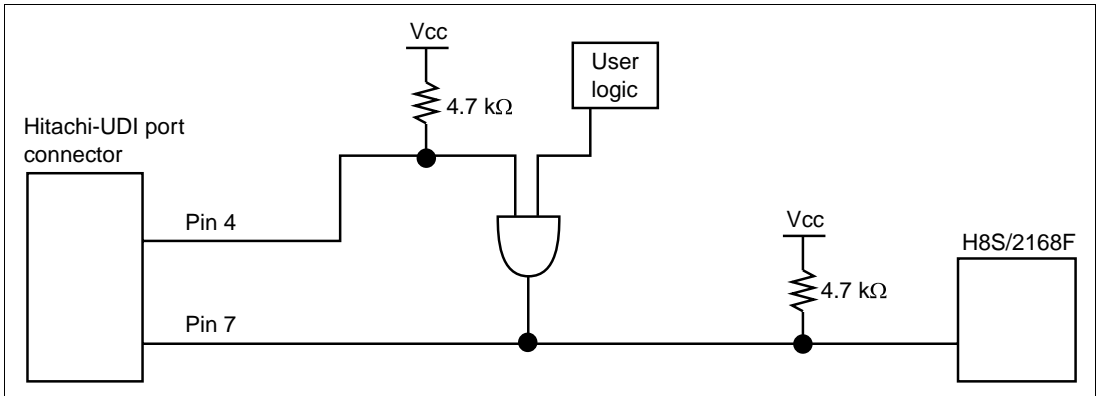 Vcc
User
logic
4.7 kΩ
Hitachi-UDI port
connector
Pin 4
Vcc
H8S/2168F
4.7 kΩ
Pin 7